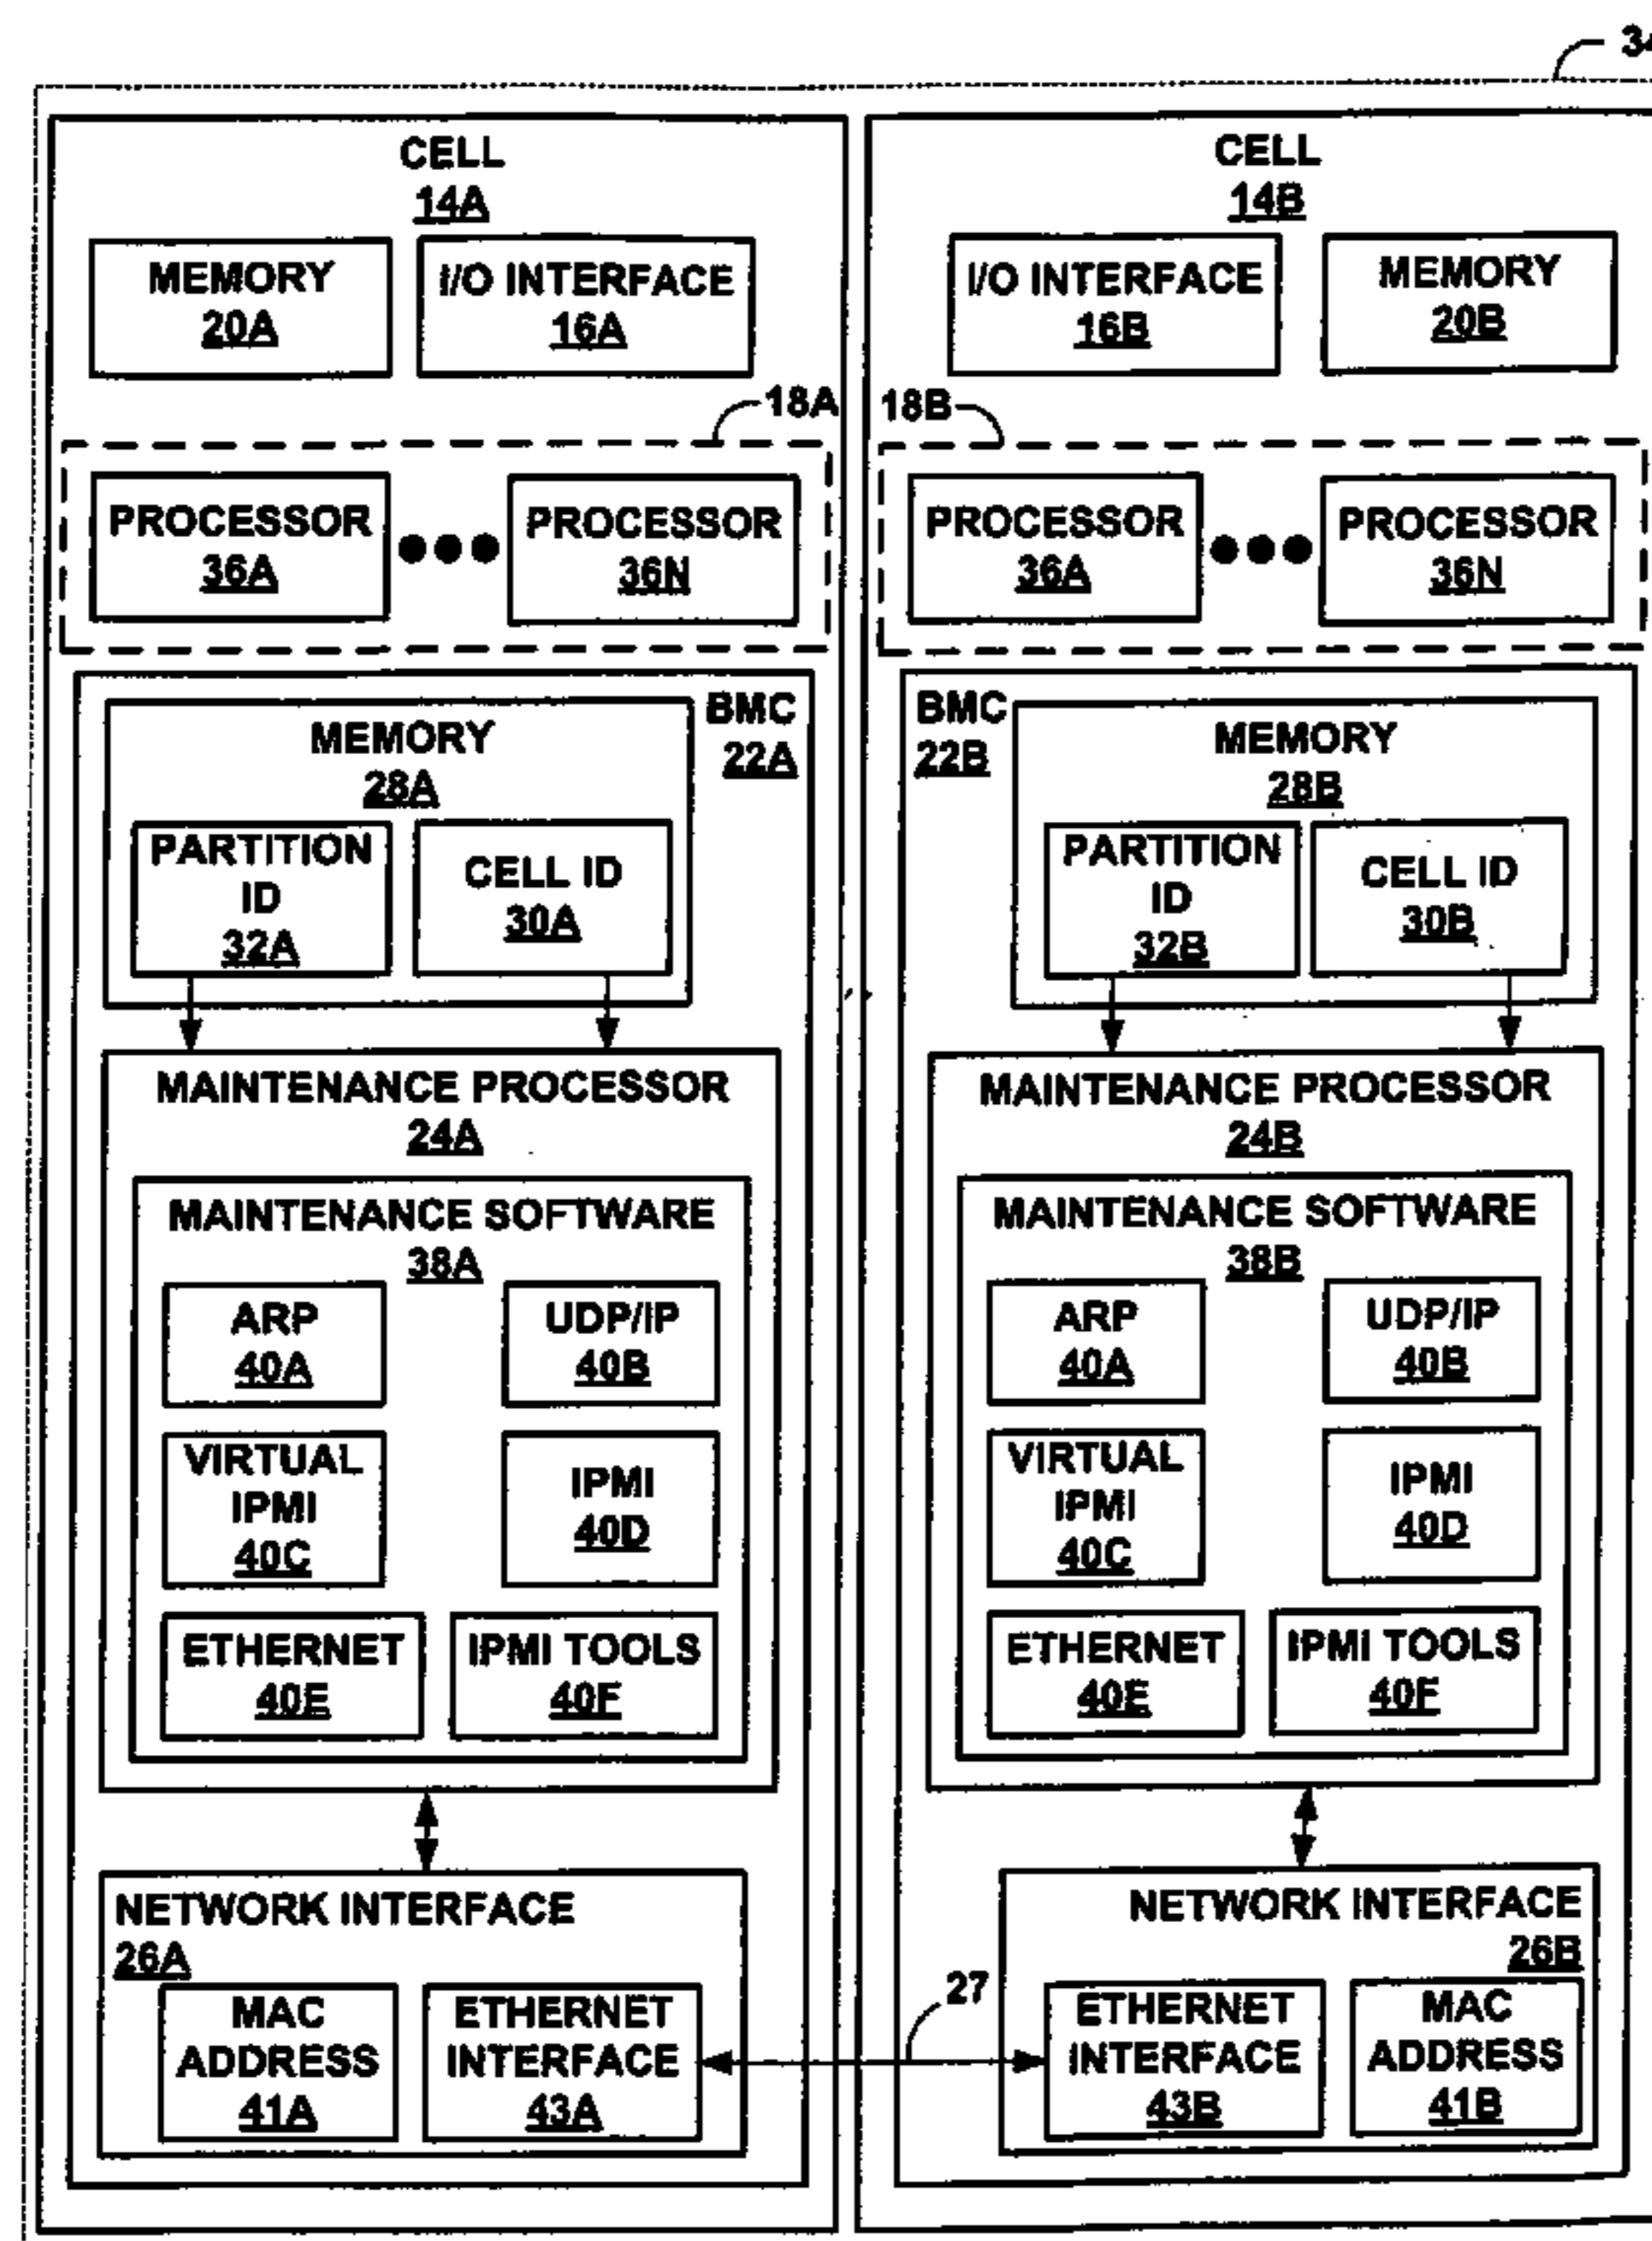 34
CELL
14A
MEMORY
20A
I/O INTERFACE
16A
18A
PROCESSOR
36A
PROCESSOR
36N
BMC
22A
MEMORY
28A
PARTITION
ID
32A
CELL ID
30A
MAINTENANCE PROCESSOR
24A
MAINTENANCE SOFTWARE
38A
ARP
40A
UDP/IP
40B
VIRTUAL
IPMI
40C
IPMI
40D
ETHERNET
40E
IPMI TOOLS
40F
NETWORK INTERFACE
26A
MAC
ADDRESS
41A
ETHERNET
INTERFACE
43A
27
CELL
14B
I/O INTERFACE
16B
MEMORY
20B
18B
PROCESSOR
36A
PROCESSOR
36N
BMC
22B
MEMORY
28B
PARTITION
ID
32B
CELL ID
30B
MAINTENANCE PROCESSOR
24B
MAINTENANCE SOFTWARE
38B
ARP
40A
UDP/IP
40B
VIRTUAL
IPMI
40C
IPMI
40D
ETHERNET
40E
IPMI TOOLS
40F
NETWORK INTERFACE
26B
ETHERNET
INTERFACE
43B
MAC
ADDRESS
41B